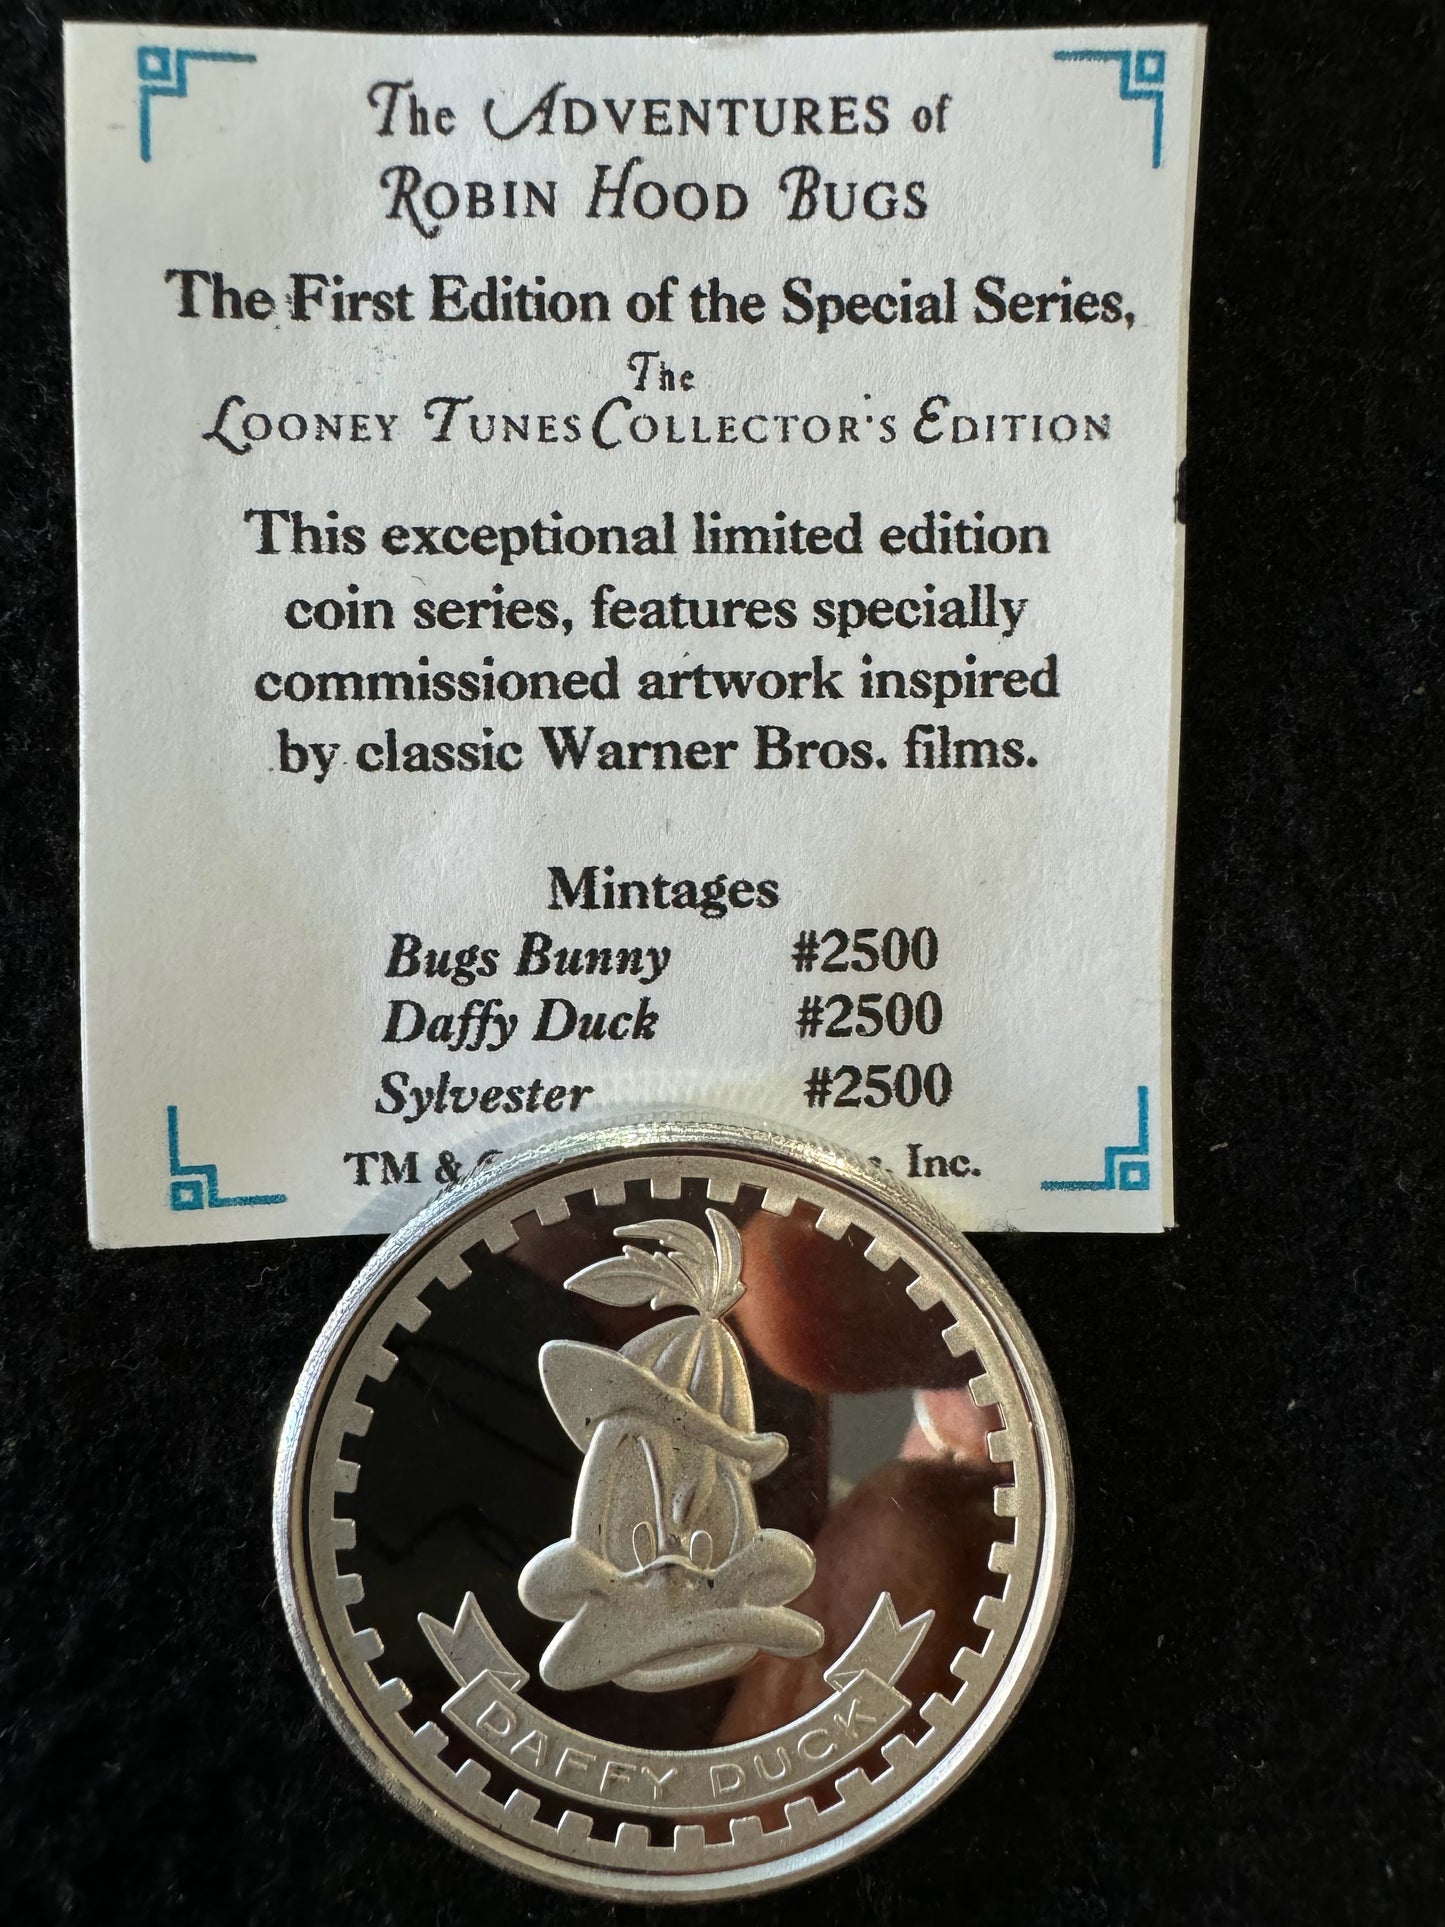 The ADVENTURES of
ROBIN HOOD BUGS
The First Edition of the Special Series,
The
LOONEY TUNES COLLECTOR'S EDITION
This exceptional limited edition
coin series, features specially
commissioned artwork inspired
by classic Warner Bros. films.
Mintages
Bugs Bunny #2500
Daffy Duck #2500
Sylvester #2500
TM & Inc.
DAFFY DUCK